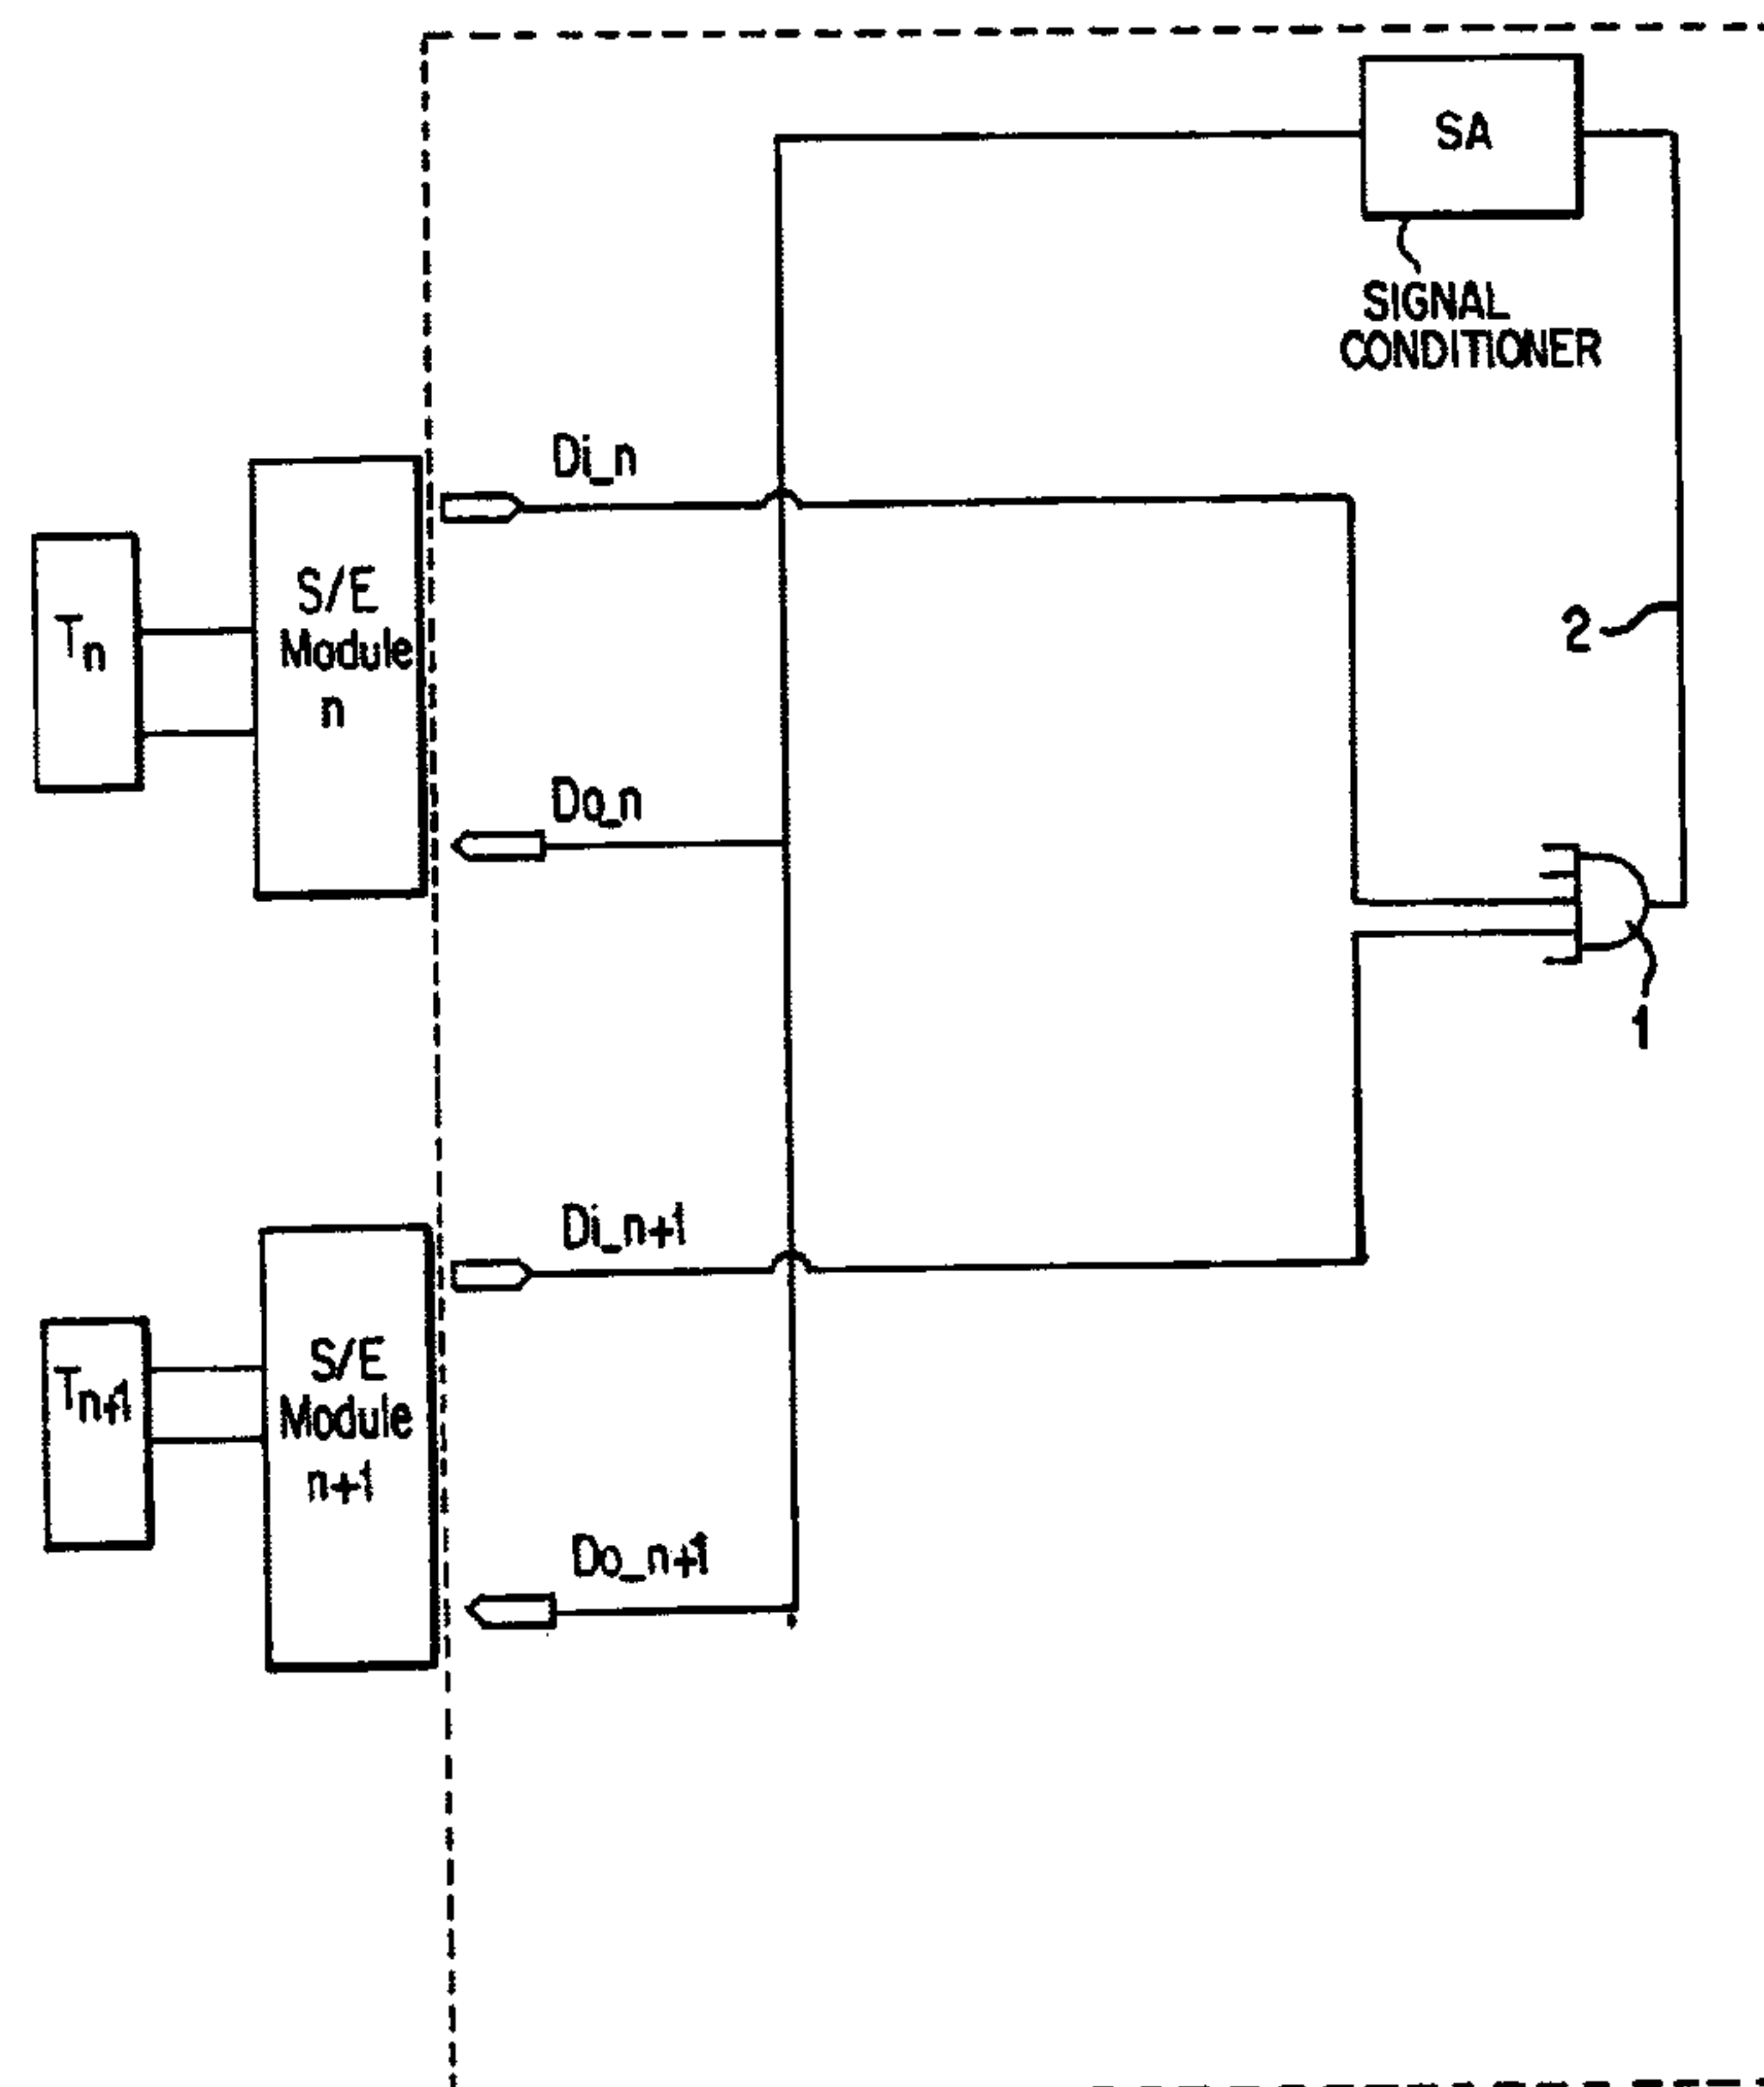 SA
SIGNAL
CONDITIONER
Di_n
S/E
Module
n
Tn
2
Do_n
1
Di_n+1
S/E
Module
n+1
Tn+1
Do_n+1